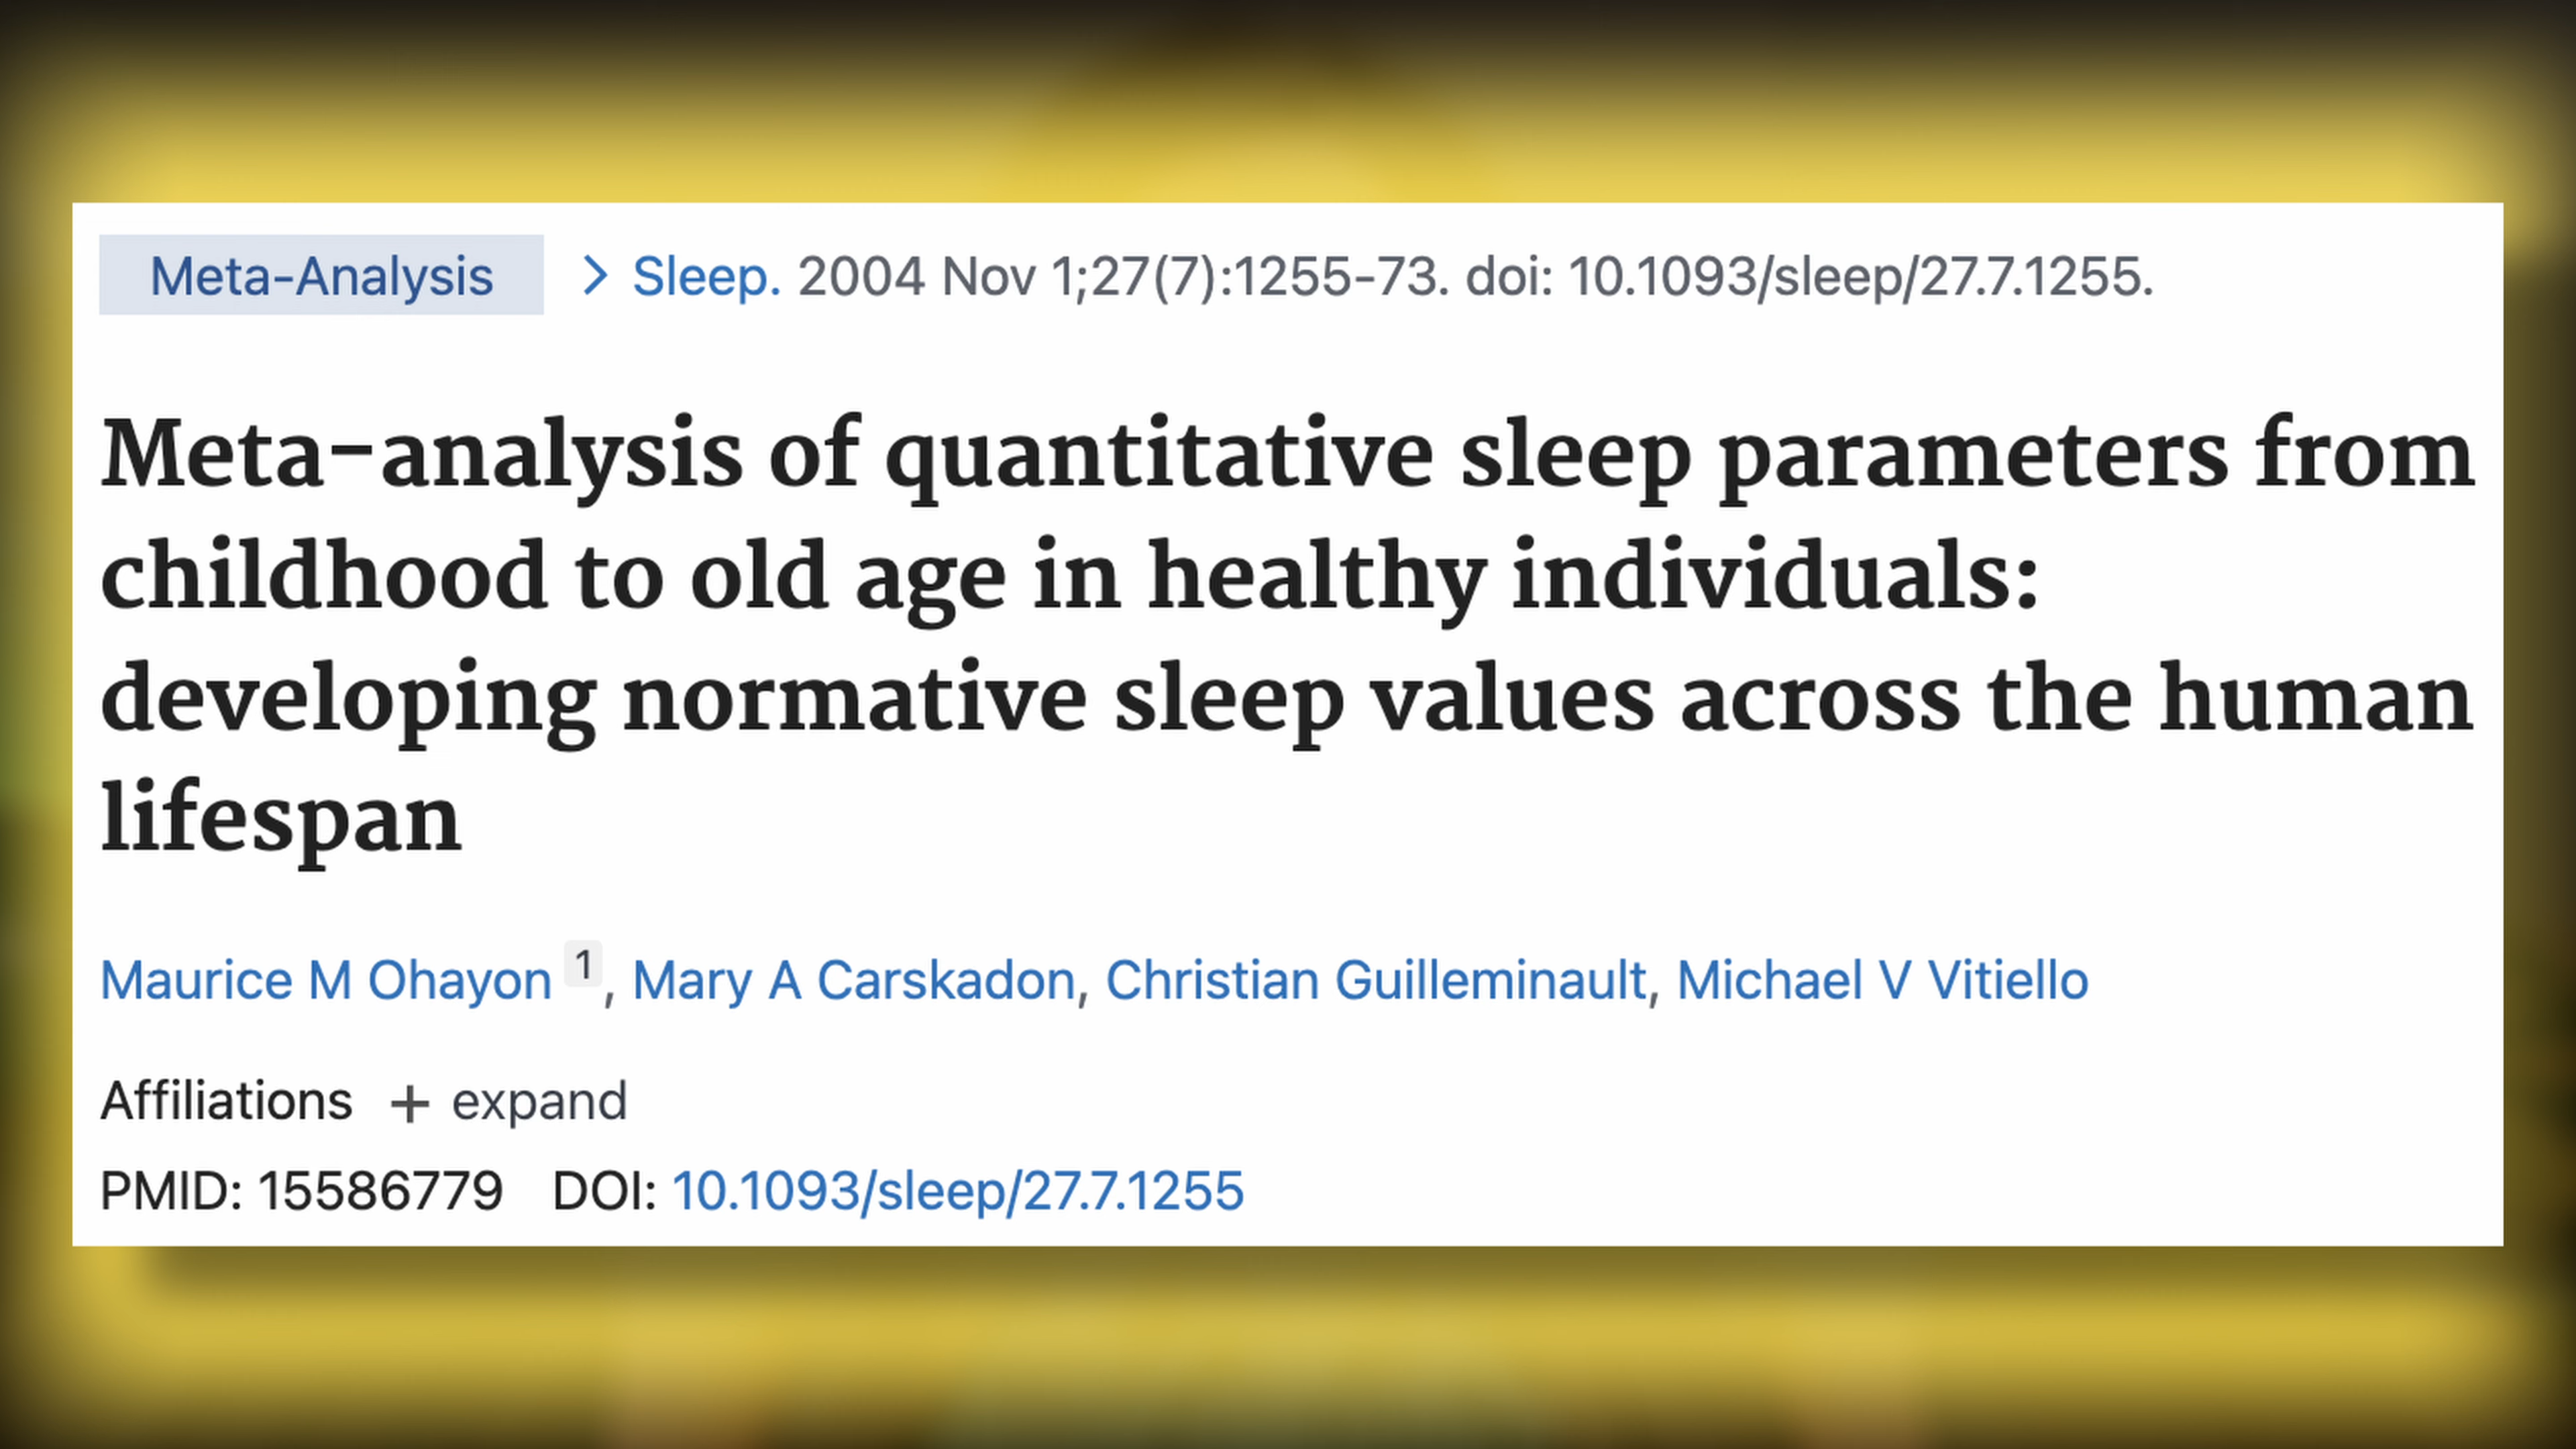 Meta-Analysis > Sleep. 2004 Nov 1;27(7):1255-73. doi: 10.1093/sleep/27.7.1255.
Meta-analysis of quantitative sleep parameters from
childhood to old age in healthy individuals:
developing normative sleep values across the human
lifespan
Maurice M Ohayon 1, Mary A Carskadon, Christian Guilleminault, Michael V Vitiello
Affiliations + expand
PMID: 15586779 DOI: 10.1093/sleep/27.7.1255